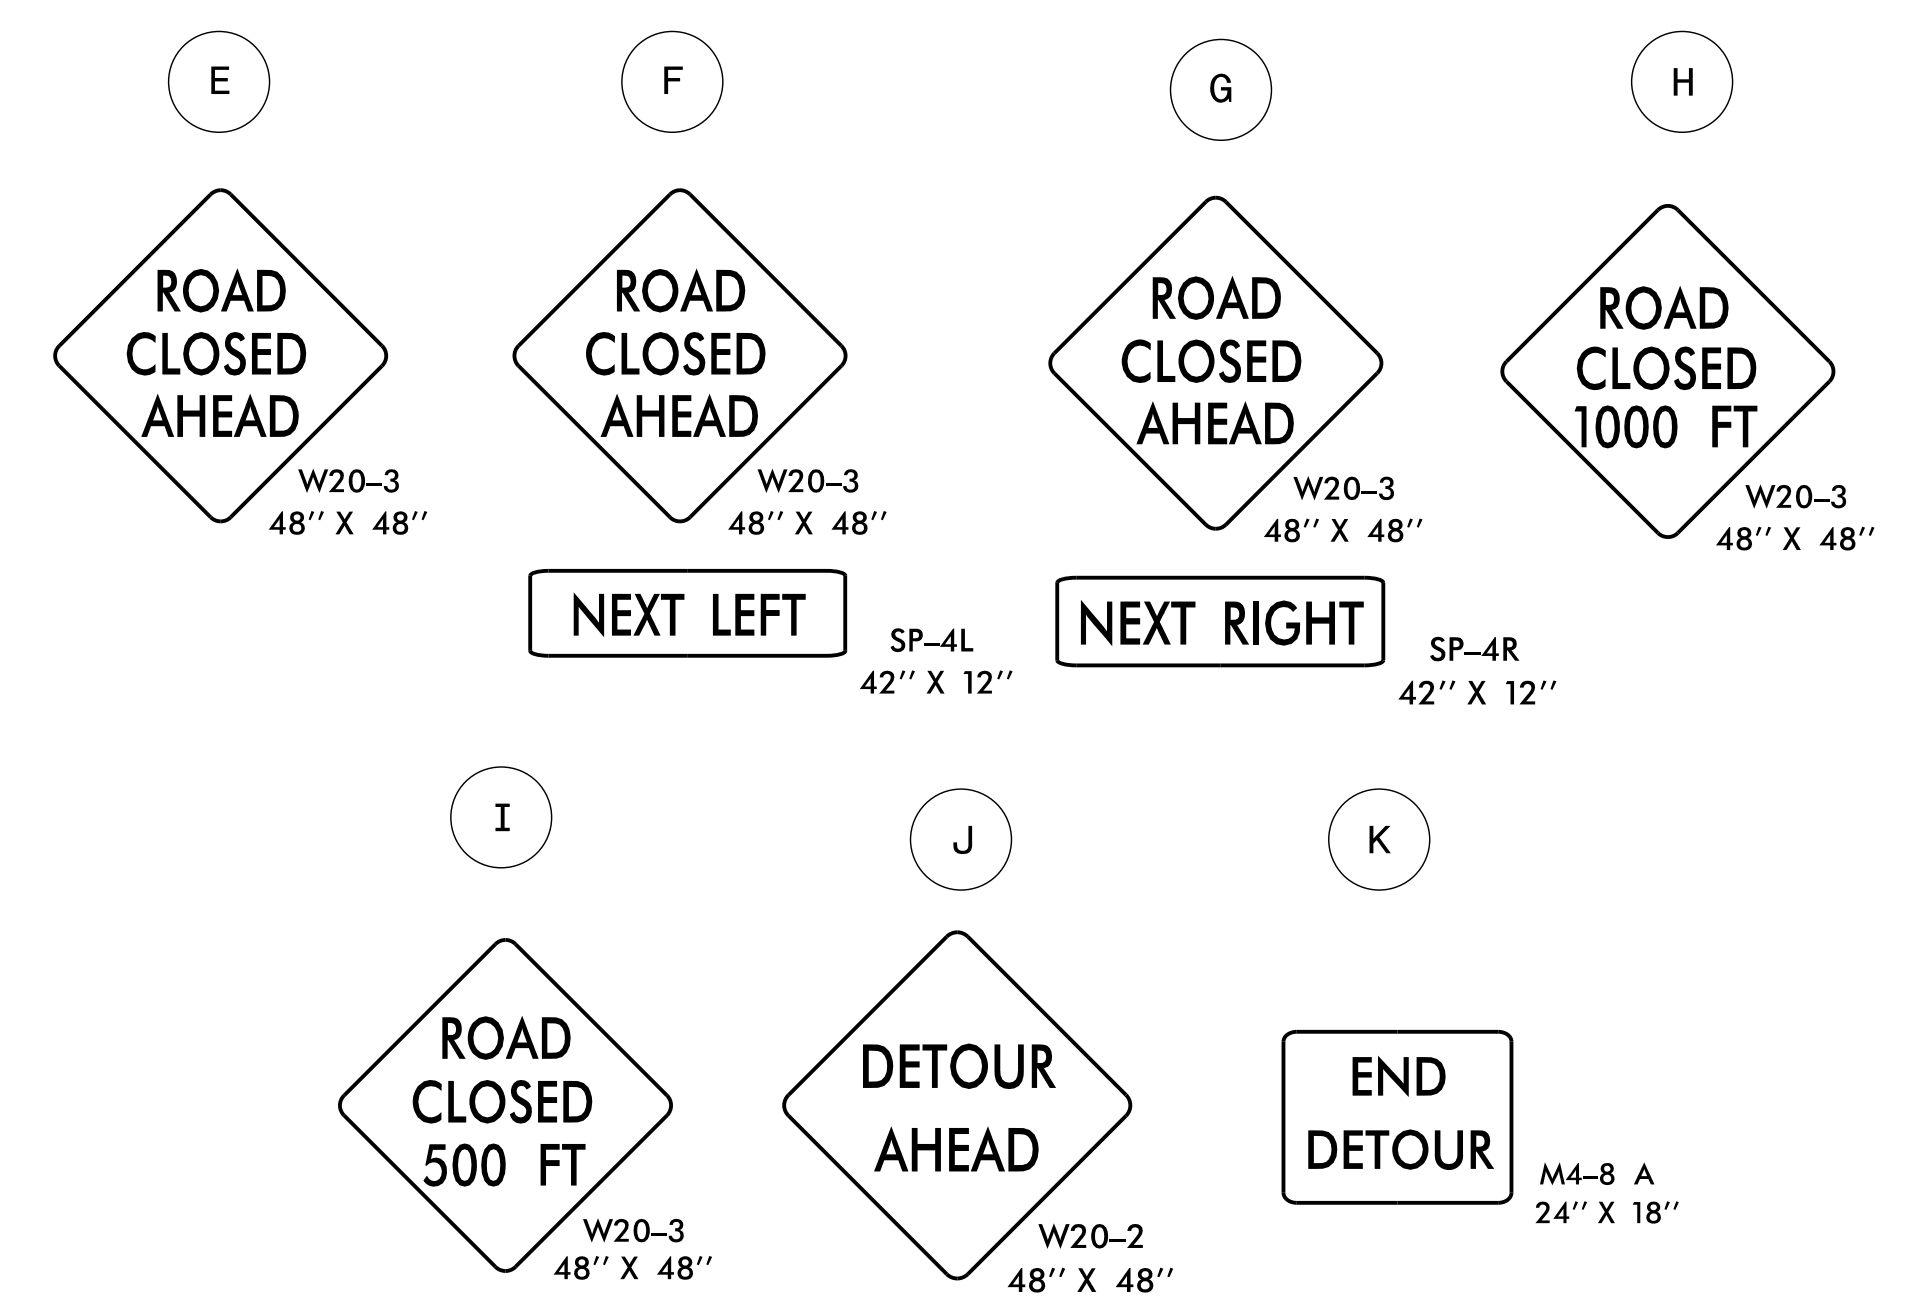 E
ROAD
CLOSED
AHEAD
W20–3
48'' X 48''
F
ROAD
CLOSED
AHEAD
W20–3
48'' X 48''
NEXT LEFT
SP–4L
42'' X 12''
G
ROAD
CLOSED
AHEAD
W20–3
48'' X 48''
NEXT RIGHT
SP–4R
42'' X 12''
H
ROAD
CLOSED
1000 FT
W20–3
48'' X 48''
I
ROAD
CLOSED
500 FT
W20–3
48'' X 48''
J
DETOUR
AHEAD
W20–2
48'' X 48''
K
END
DETOUR
M4–8 A
24'' X 18''